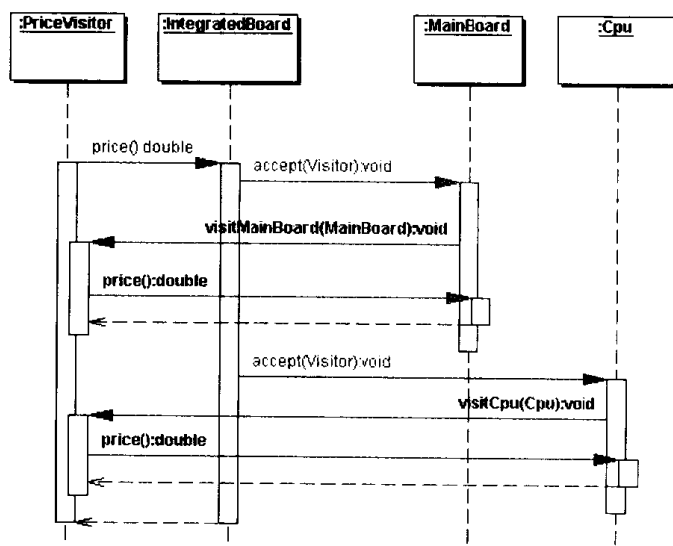 :PriceVisitor
:IntegratedBoard
:MainBoard
:Cpu
price():double
accept(Visitor):void
visitMainBoard(MainBoard):void
price():double
accept(Visitor):void
visitCpu(Cpu):void
price():double